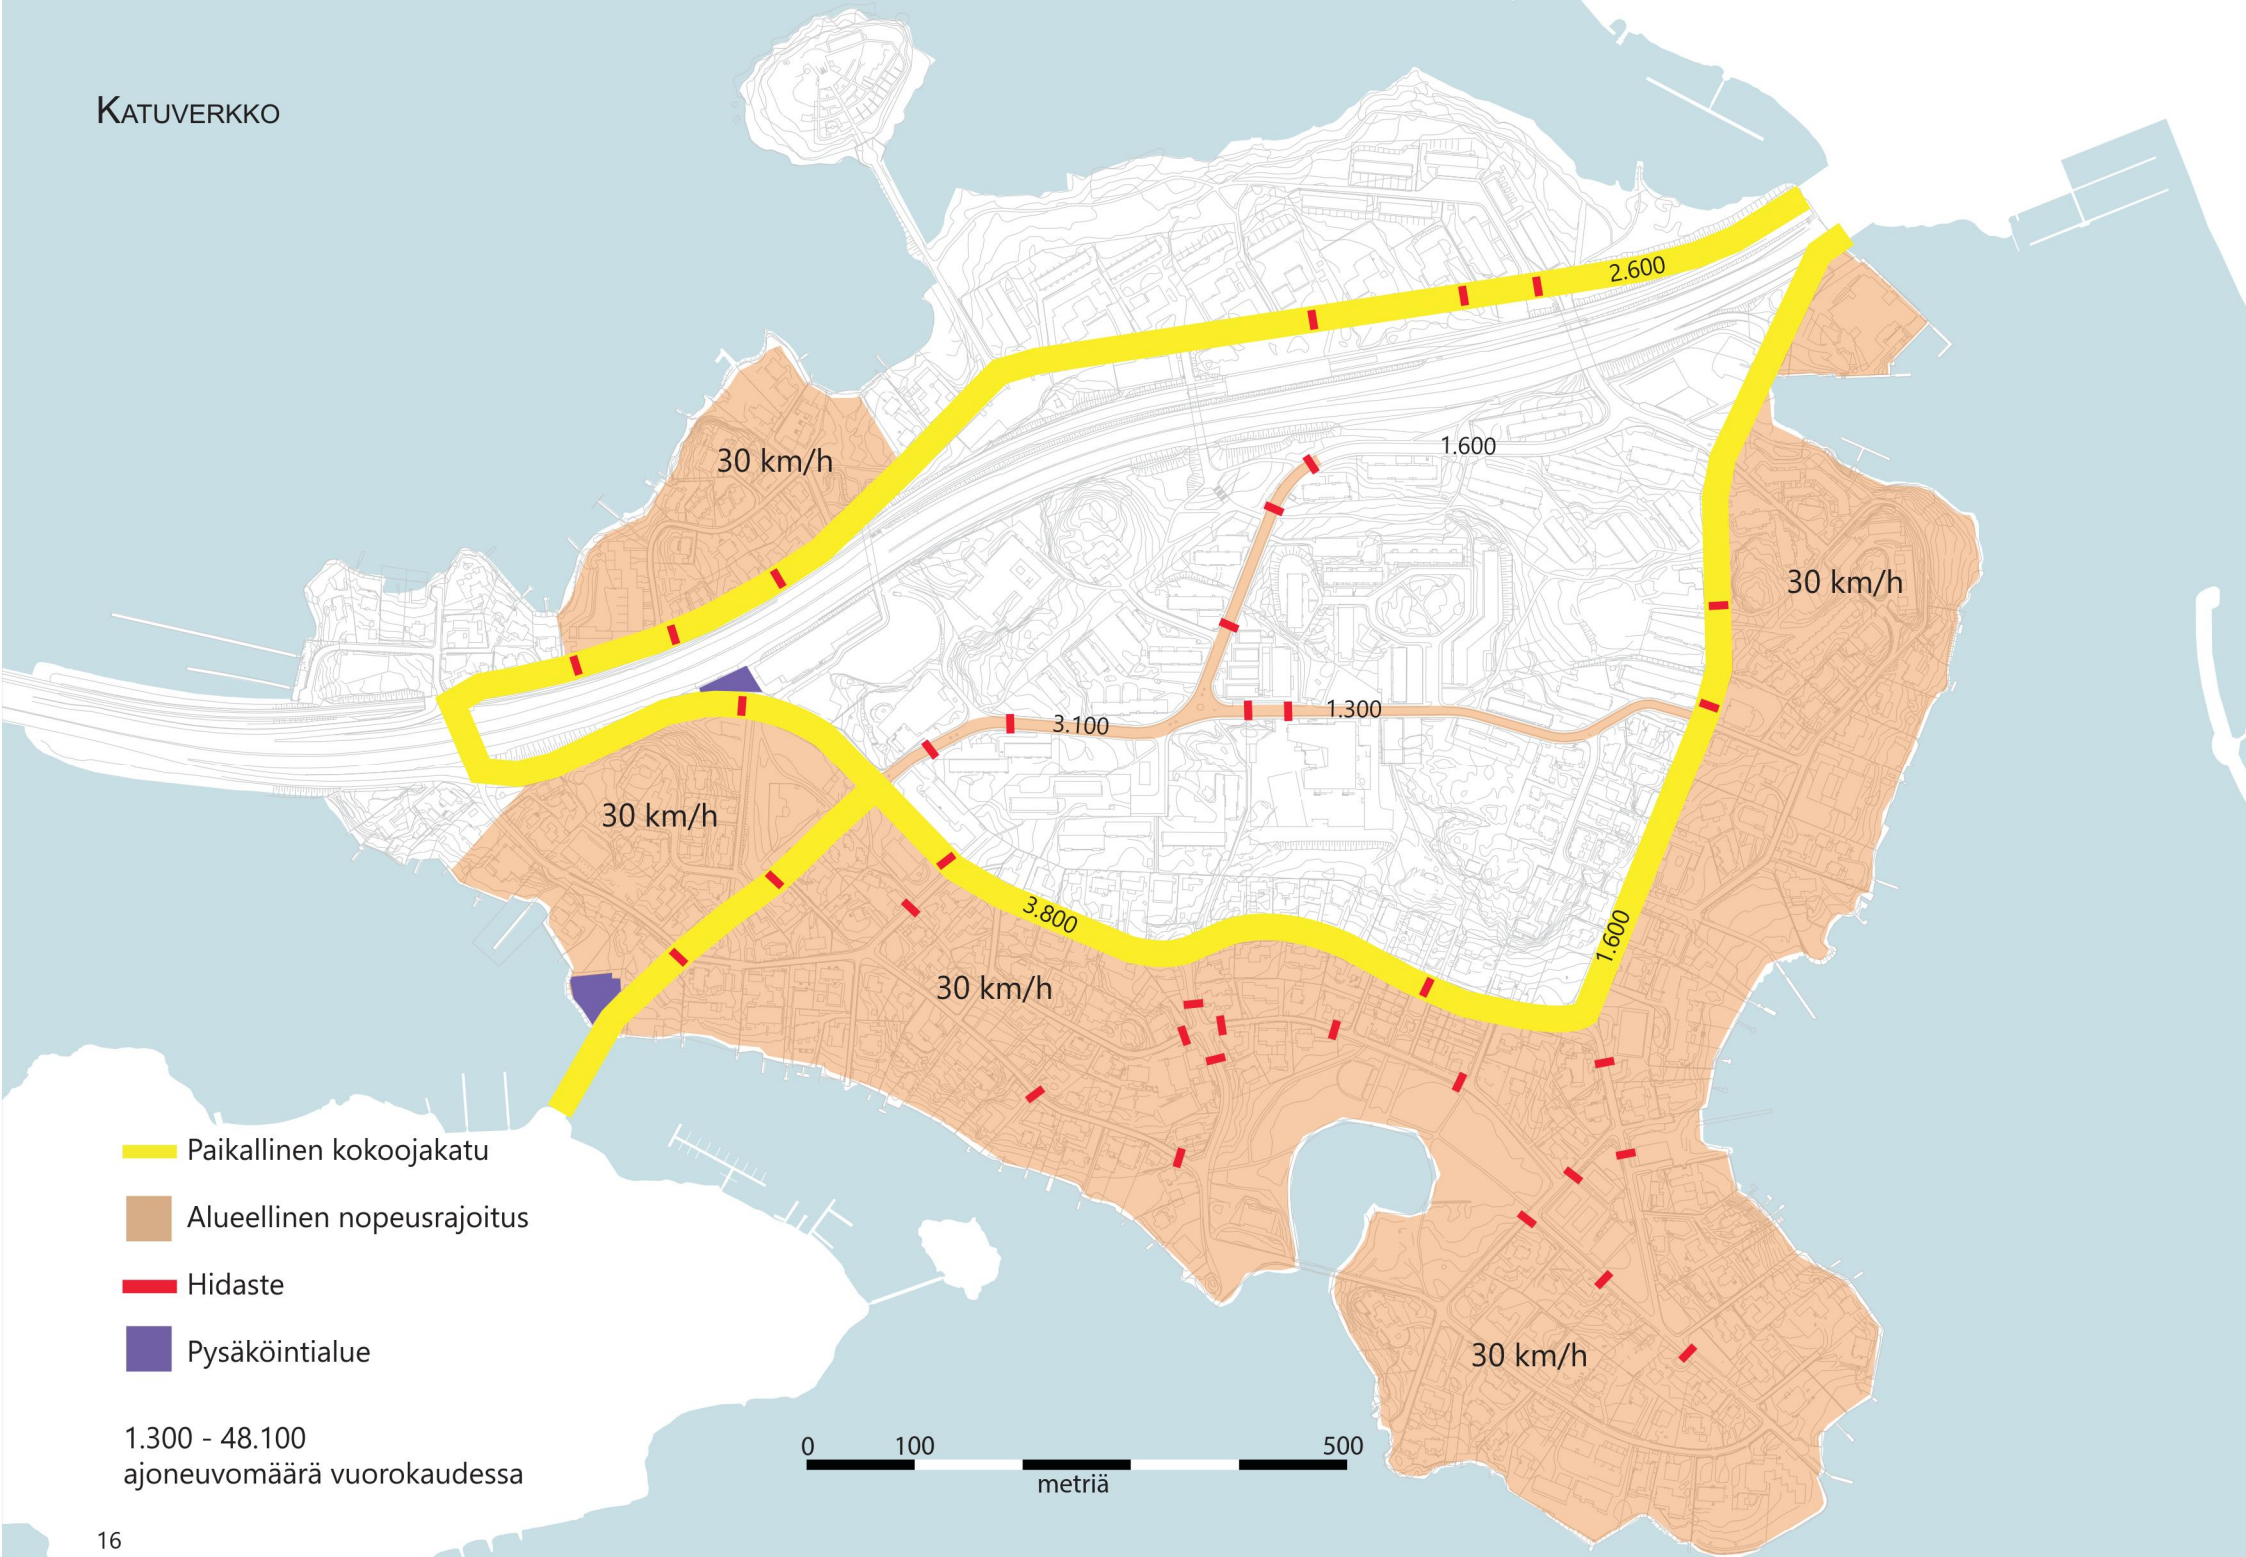 KATUVERKKO
2.600
1.600
30 km/h
30 km/h
1.300
3.100
30 km/h
3.800
1.600
30 km/h
30 km/h
Paikallinen kokoojakatu
Alueellinen nopeusrajoitus
Hidaste
Pysäköintialue
1.300 - 48.100
ajoneuvomäärä vuorokaudessa
0 100 500
metriä
16